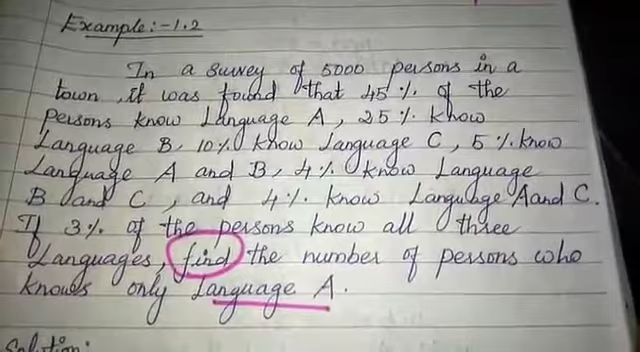 Example:-1.2
In a survey of 5000 persons in a
town, it was found that 45% of the
persons know Language A, 25% know
Language B, 10% know Language C, 5% know
Language A and B, 4% know Language
B and C, and 4% know Language A and C.
If 3% of the persons know all three
Languages, find the number of persons who
knows only Language A.
Solution: